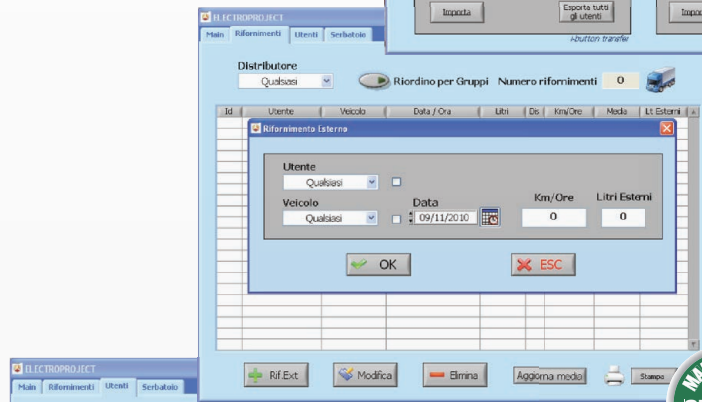 Importa
Esporta tutti
gli utenti
i-button transfer
ELECTROPROJECT
Main Rifornimenti Utenti Serbatoio
Distributore
Qualsiasi
Riordino per Gruppi Numero rifornimenti 0
Id Utente Veicolo Data / Ora Litri Dis Km/Ore Media Lt Esterni
Rifornimento Esterno
Utente
Qualsiasi
Veicolo Data Km/Ore Litri Esterni
Qualsiasi 09/11/2010 0 0
OK ESC
Rif.Ext Modifica Elimina Aggiorna media Stampa
ELECTROPROJECT
Main Rifornimenti Utenti Serbatoio